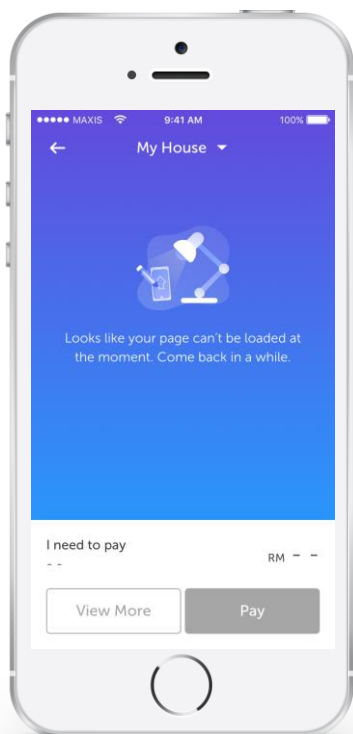 MAXIS 9:41 AM 100%
My House
Looks like your page can't be loaded at
the moment. Come back in a while.
I need to pay
- - RM - -
View More Pay